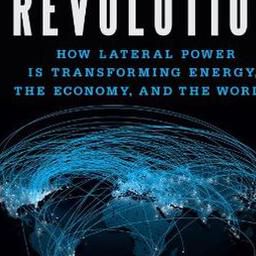 REVOLUTIO
HOW LATERAL POWER
IS TRANSFORMING ENERGY,
THE ECONOMY, AND THE WORL